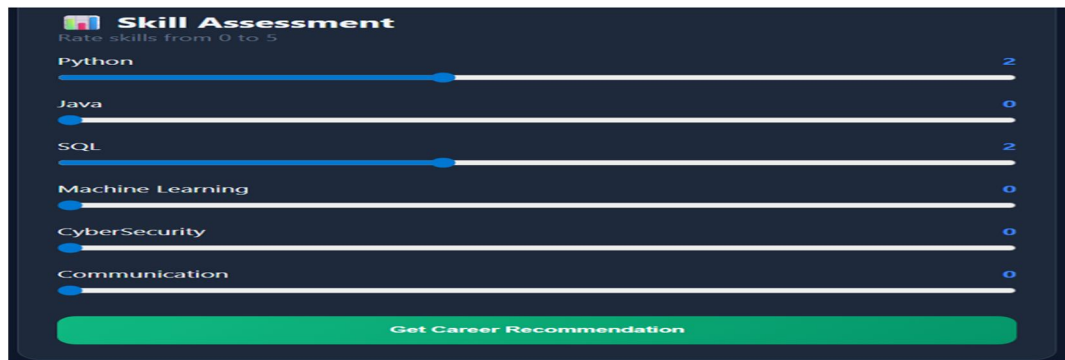 Skill Assessment
Rate skills from 0 to 5
Python 2
Java 0
SQL 2
Machine Learning 0
CyberSecurity 0
Communication 0
Get Career Recommendation